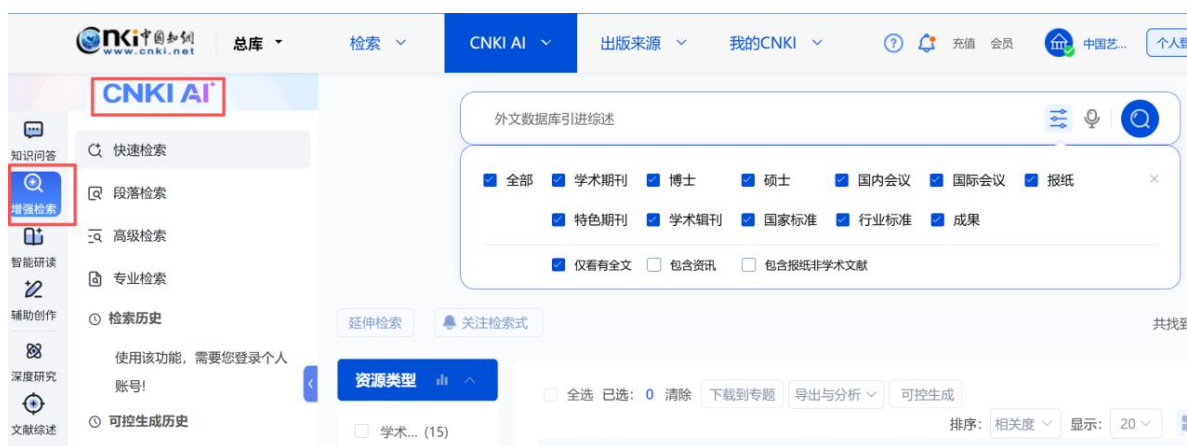 CNKI中国知网 www.cnki.net 总库 检索 CNKI AI 出版来源 我的CNKI ? 充值 会员 中国艺... 个人登
CNKI AI+
外文数据库引进综述
知识问答
快速检索
增强检索
段落检索
全部 学术期刊 博士 硕士 国内会议 国际会议 报纸 ×
特色期刊 学术辑刊 国家标准 行业标准 成果
高级检索
智能研读
仅看有全文 包含资讯 包含报纸非学术文献
专业检索
辅助创作
检索历史
延伸检索 关注检索式 共找到
使用该功能,需要您登录个人
账号!
深度研究
资源类型
全选 已选: 0 清除 下载到专题 导出与分析 可控生成
可控生成历史
文献综述
排序: 相关度 显示: 20
学术... (15)